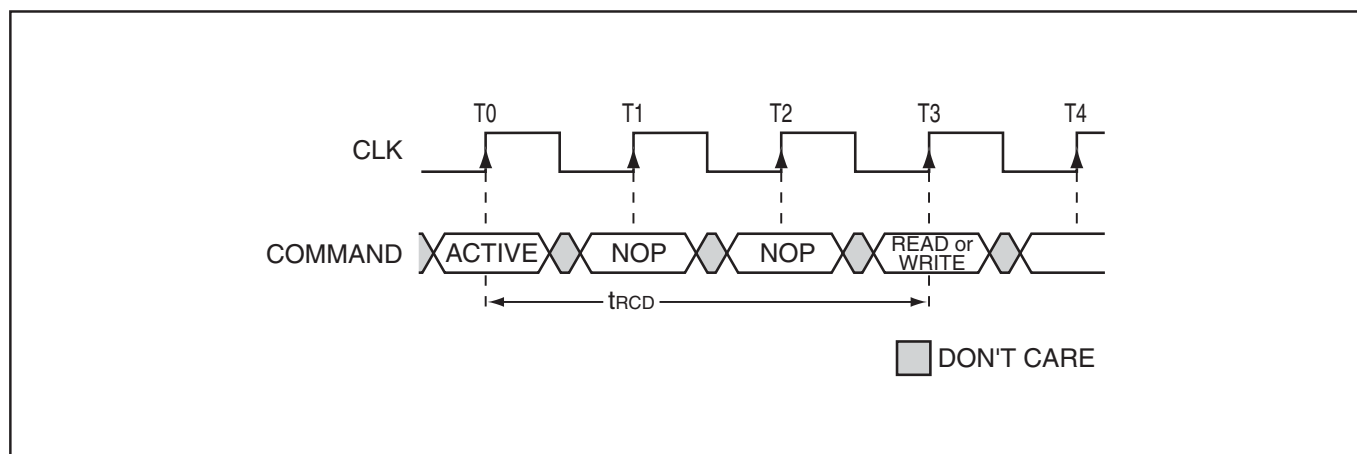 T0 T1 T2 T3 T4
CLK
COMMAND ACTIVE NOP NOP READ or
WRITE
tRCD
DON'T CARE